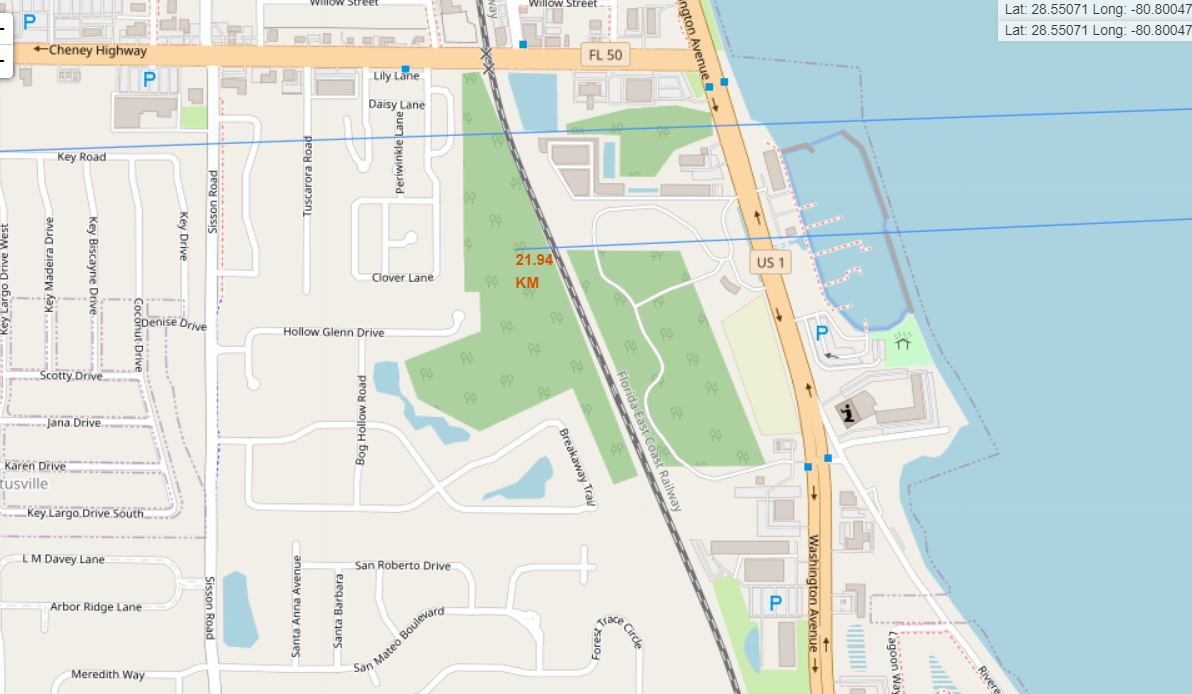 Willow Street
Willow Street
Lat: 28.55071 Long: -80.80047
Lat: 28.55071 Long: -80.80047
P
Cheney Highway
FL 50
P
Lily Lane
Daisy Lane
Periwinkle Lane
Tuscarora Road
Key Road
Sisson Road
Key Drive
Key Madeira Drive
Key Biscayne Drive
Key Largo Drive West
21.94
KM
US 1
Clover Lane
Coconut Drive
Denise Drive
Hollow Glenn Drive
P
Scotty Drive
Bog Hollow Road
Florida East Coast Railway
i
Jana Drive
Breakaway Trail
Karen Drive
tusville
Key Largo Drive South
L M Davey Lane
San Roberto Drive
Washington Avenue
Arbor Ridge Lane
Sisson Road
Santa Anna Avenue
Santa Barbara
San Mateo Boulevard
Forest Trace Circle
P
Meredith Way